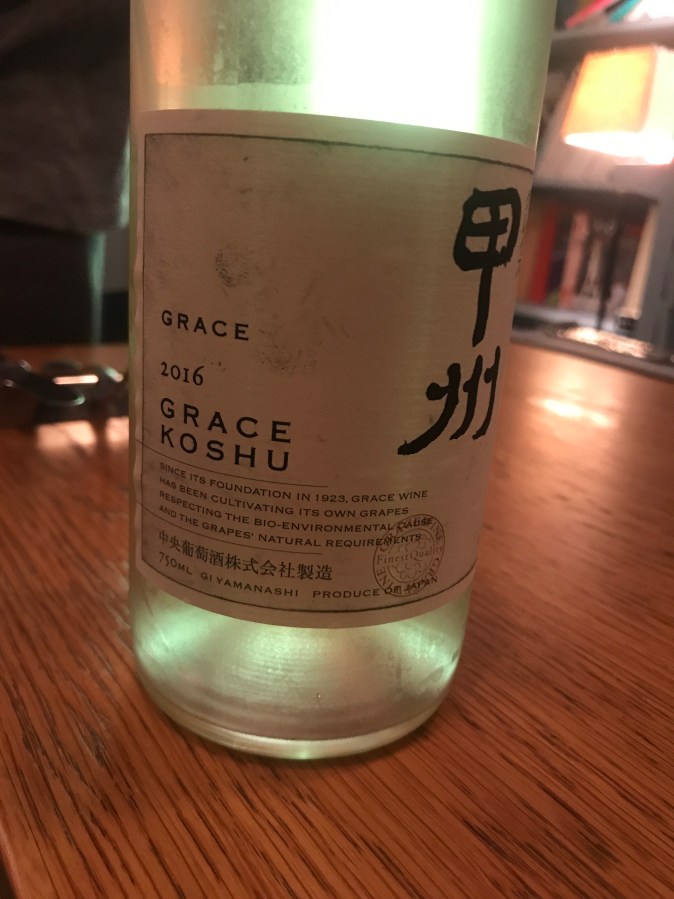 甲州
GRACE
2016
GRACE
KOSHU
SINCE ITS FOUNDATION IN 1923, GRACE WINE
HAS BEEN CULTIVATING ITS OWN GRAPES
RESPECTING THE BIO-ENVIRONMENTAL CAUSE
AND THE GRAPES' NATURAL REQUIREMENTS
中央葡萄酒株式会社製造
750ML GI YAMANASHI PRODUCE OF JAPAN
Finest Quality